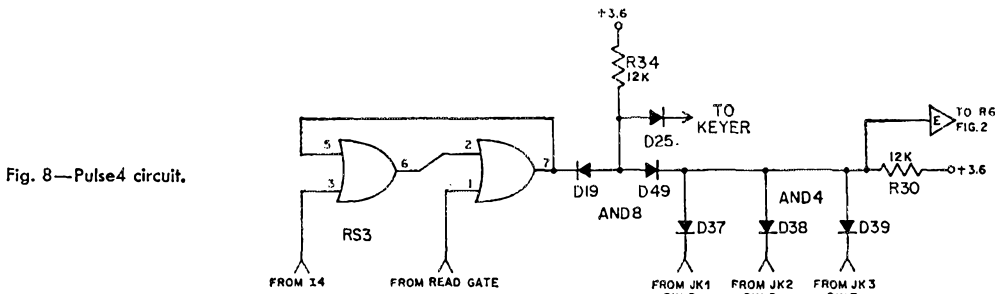 Fig. 8—Pulse4 circuit.
+3.6
R34
12K
TO
KEYER
D25.
E
TO R6
FIG.2
5
3
6
2
1
7
D19
D49
AND8
12K
R30
+3.6
AND4
D37
D38
D39
RS3
FROM I4
FROM READ GATE
FROM JK1
FROM JK2
FROM JK3